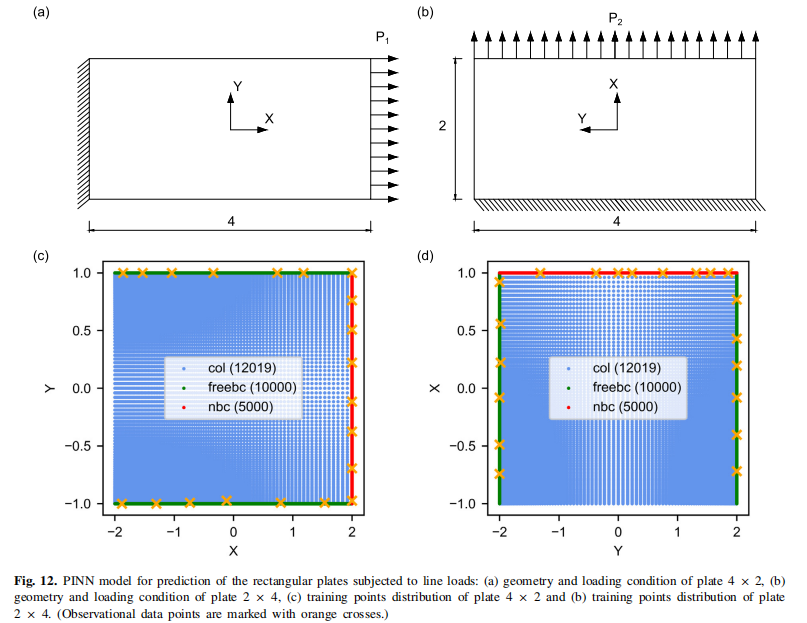 (a)
P1
Y
X
4
(b)
P2
X
Y
2
4
(c)
1.0
0.5
0.0
−0.5
−1.0
Y
col (12019)
freebc (10000)
nbc (5000)
−2
−1
0
1
2
X
(d)
1.0
0.5
0.0
−0.5
−1.0
X
col (12019)
freebc (10000)
nbc (5000)
−2
−1
0
1
2
Y
Fig. 12. PINN model for prediction of the rectangular plates subjected to line loads: (a) geometry and loading condition of plate 4 × 2, (b)
geometry and loading condition of plate 2 × 4, (c) training points distribution of plate 4 × 2 and (b) training points distribution of plate
2 × 4. (Observational data points are marked with orange crosses.)